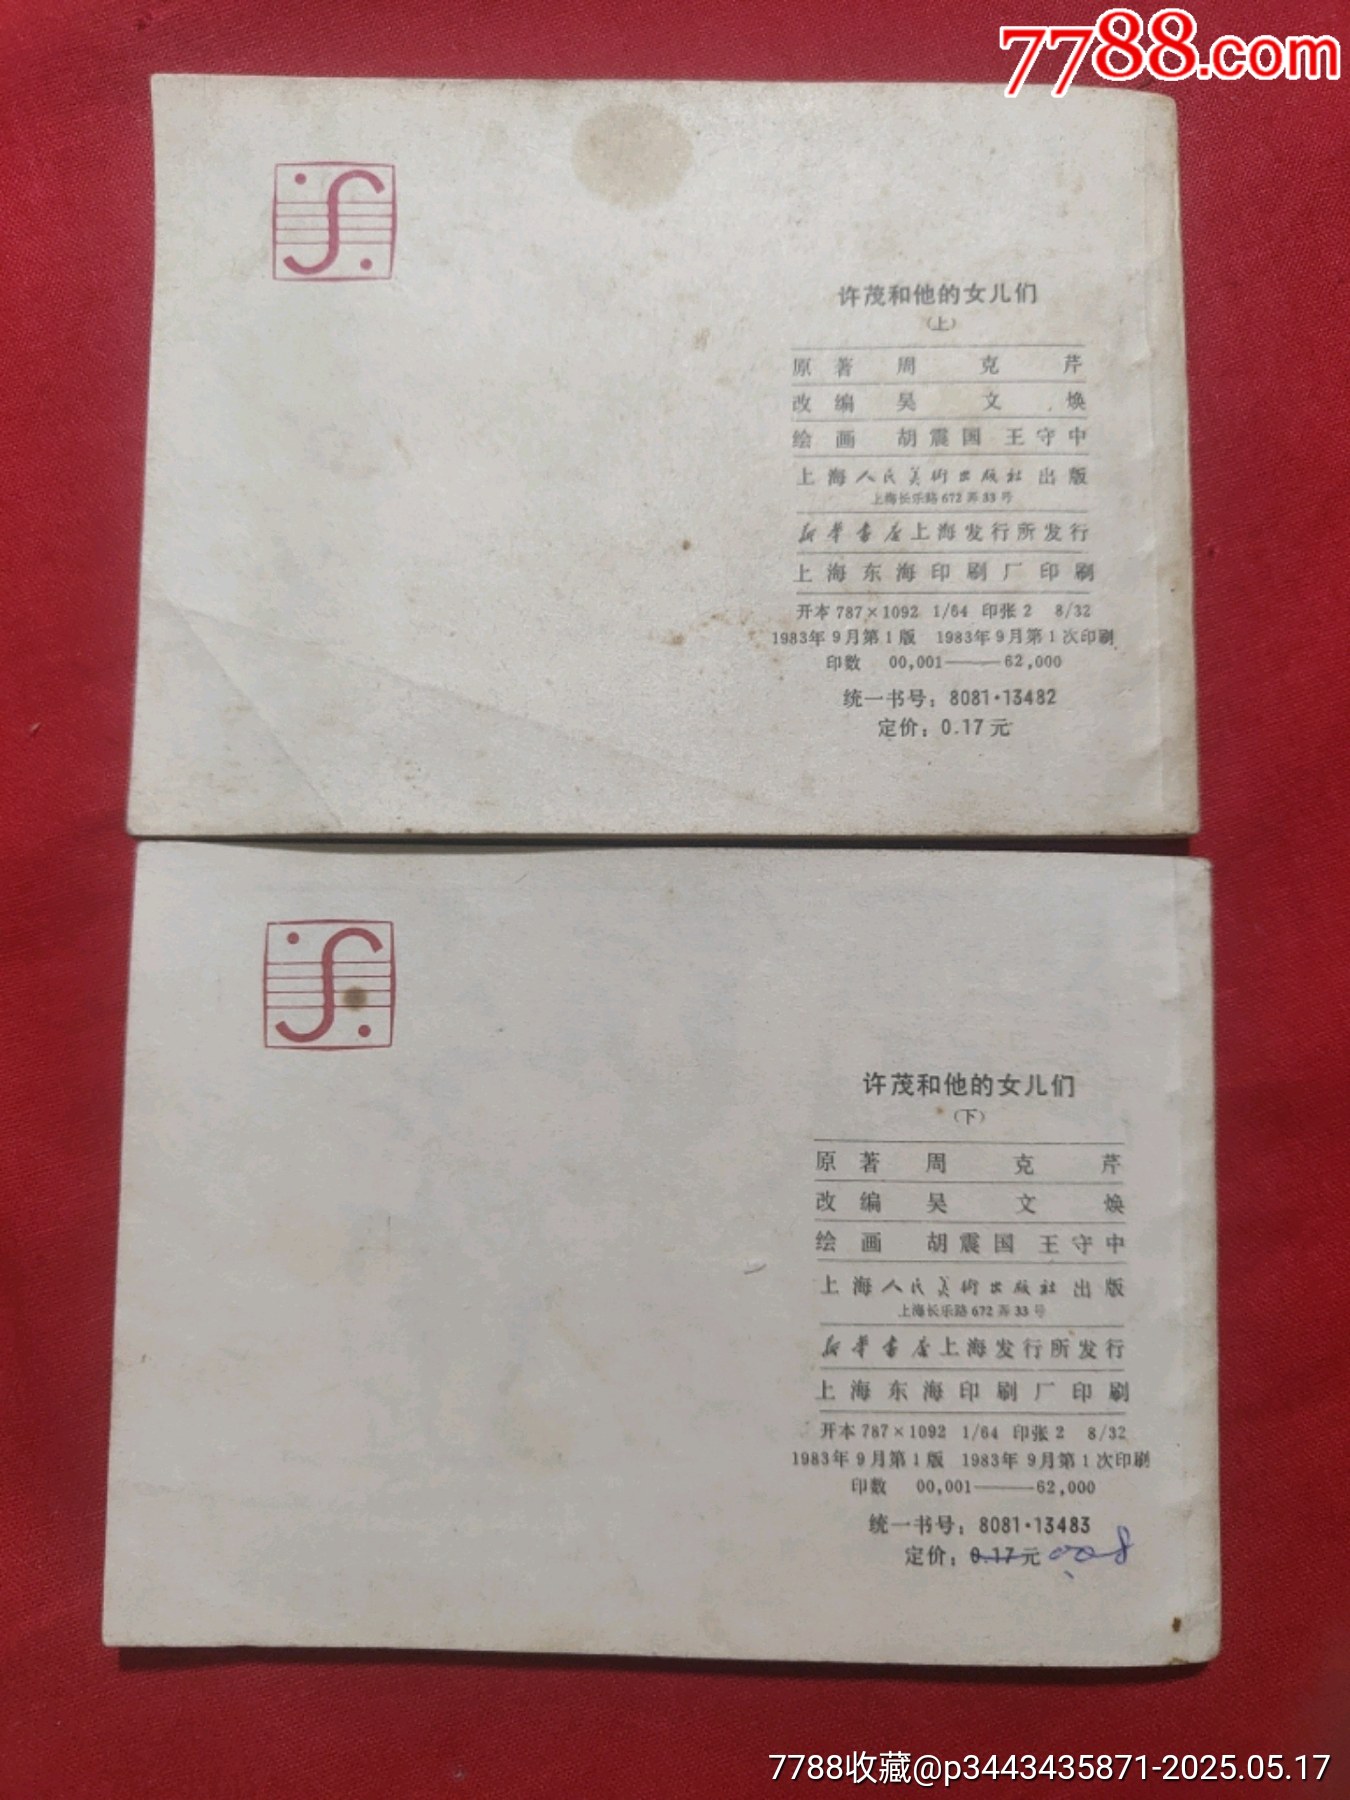 7788.com
许茂和他的女儿们
(上)
原著 周克芹
改编 吴文焕
绘画 胡震国 王守中
上海人民美术出版社出版
上海长乐路672弄33号
新华书店上海发行所发行
上海东海印刷厂印刷
开本 787×1092 1/64 印张 2 8/32
1983年9月第1版 1983年9月第1次印刷
印数 00,001——62,000
统一书号：8081·13482
定价：0.17元
许茂和他的女儿们
(下)
原著 周克芹
改编 吴文焕
绘画 胡震国 王守中
上海人民美术出版社出版
上海长乐路672弄33号
新华书店上海发行所发行
上海东海印刷厂印刷
开本 787×1092 1/64 印张 2 8/32
1983年9月第1版 1983年9月第1次印刷
印数 00,001——62,000
统一书号：8081·13483
定价：0.17元
7788收藏@p3443435871-2025.05.17